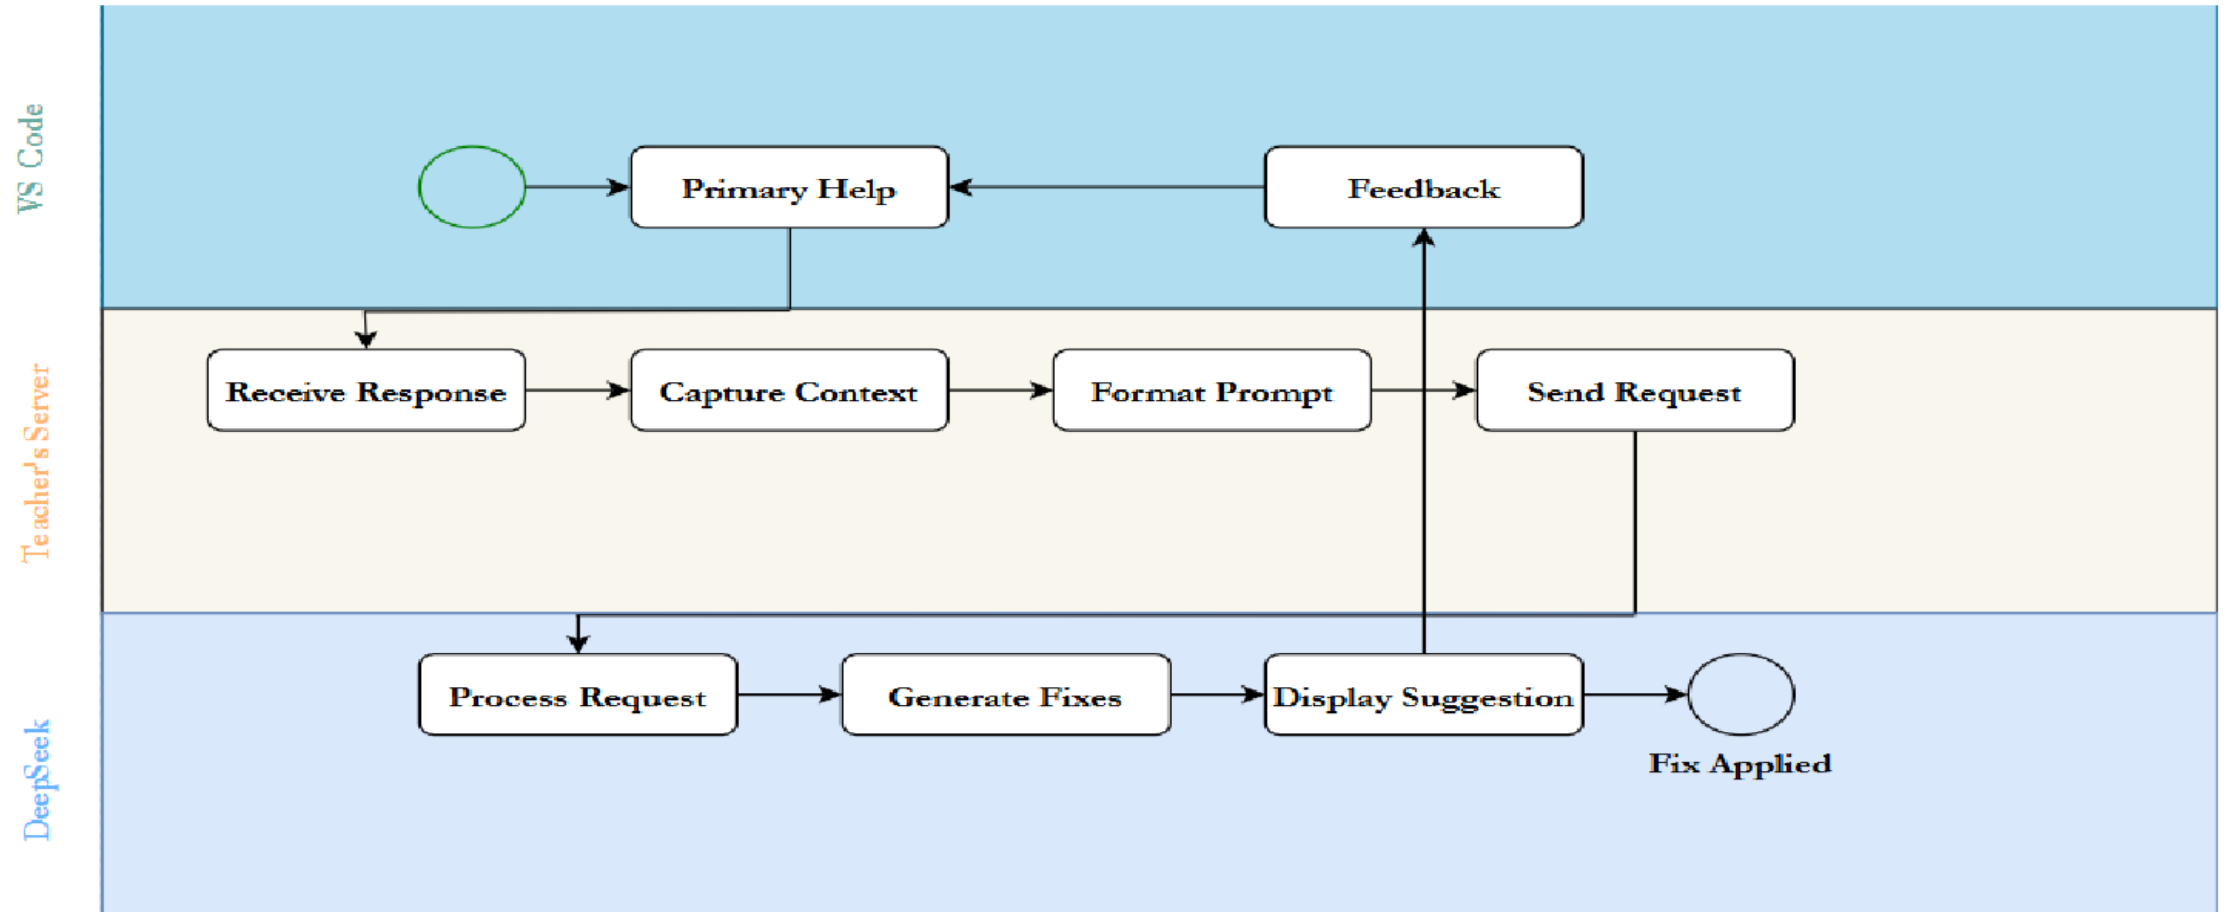 VS Code
Primary Help
Feedback
Teacher's Server
Receive Response
Capture Context
Format Prompt
Send Request
DeepSeek
Process Request
Generate Fixes
Display Suggestion
Fix Applied